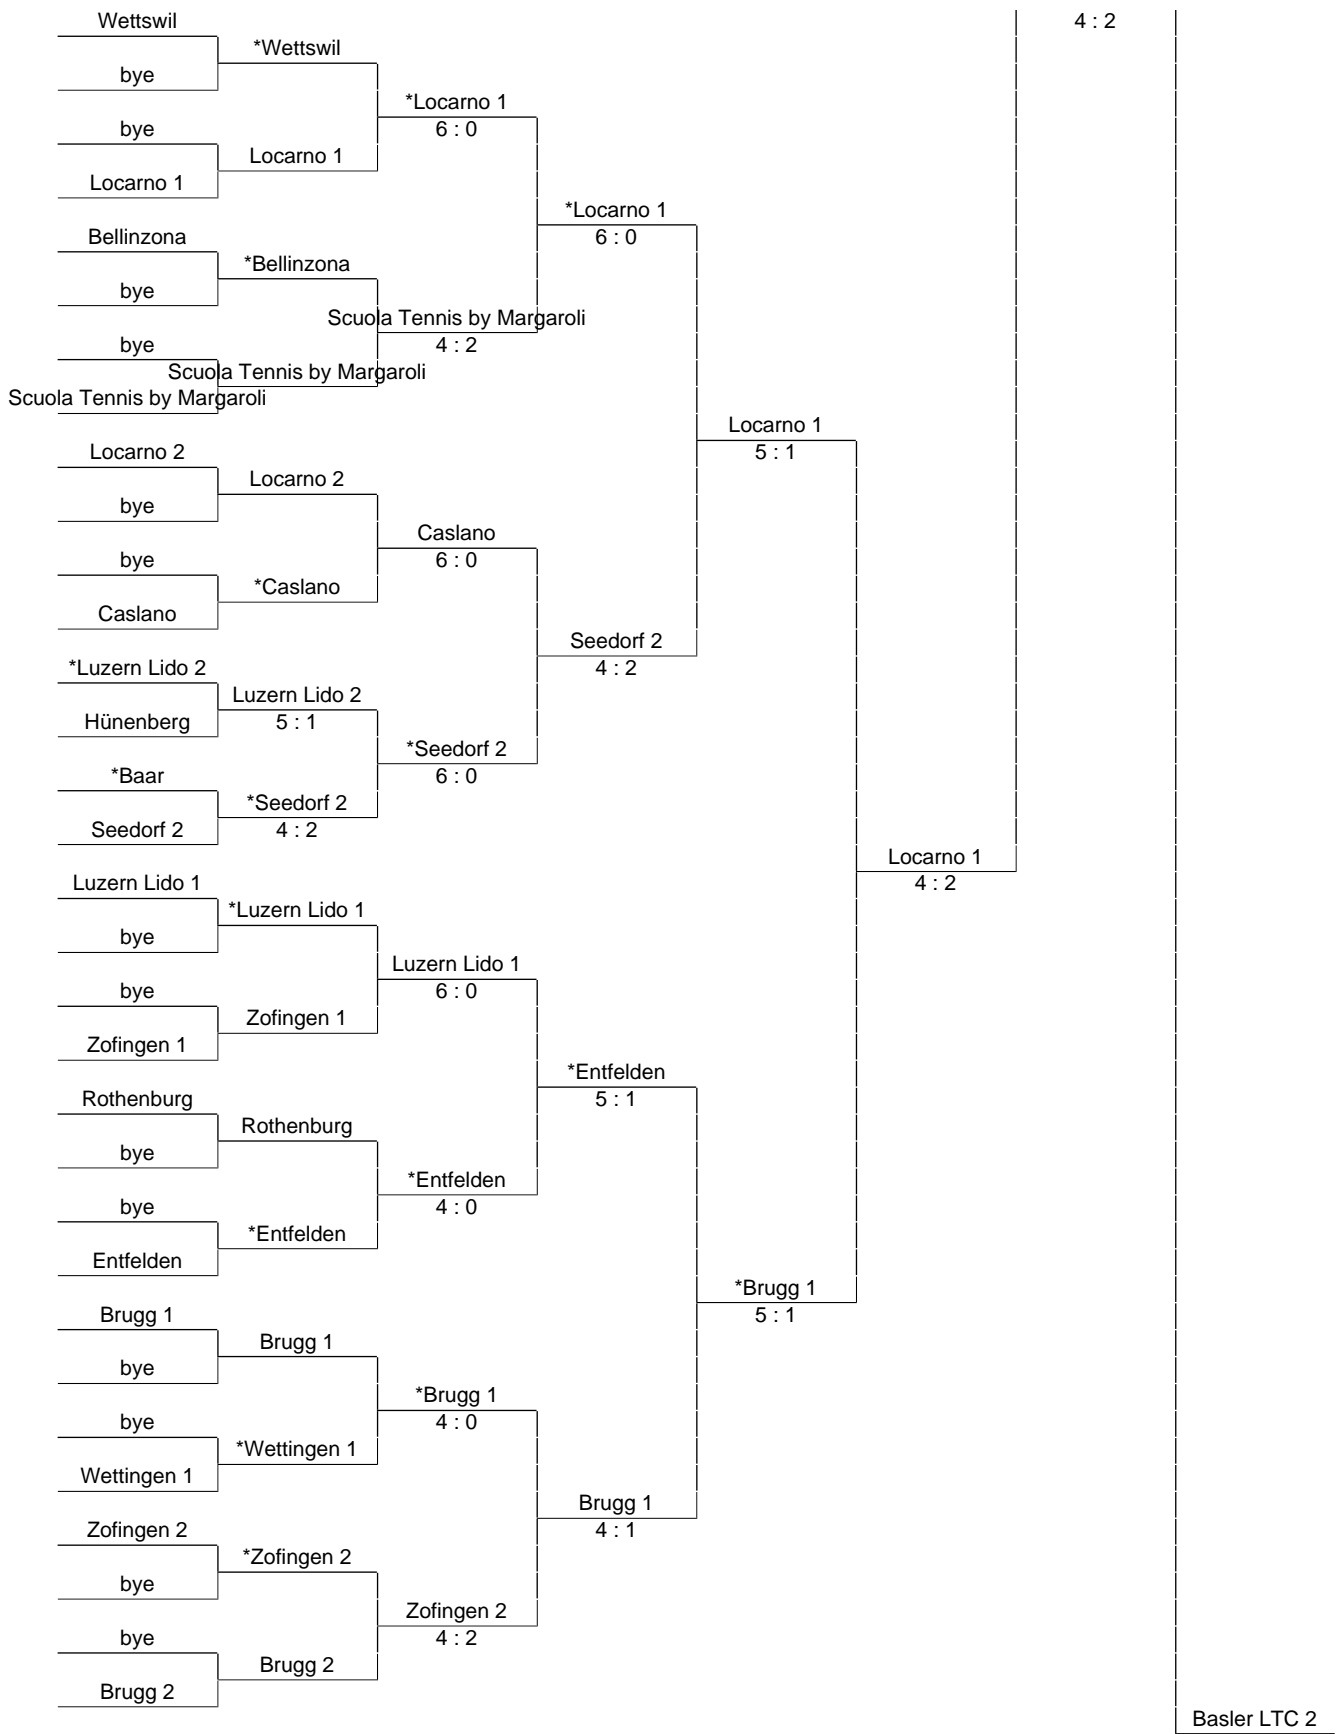 Wettswil
4 : 2
*Wettswil
bye
*Locarno 1
bye
6 : 0
Locarno 1
Locarno 1
*Locarno 1
Bellinzona
6 : 0
*Bellinzona
bye
Scuola Tennis by Margaroli
bye
4 : 2
Scuola Tennis by Margaroli
Scuola Tennis by Margaroli
Locarno 1
Locarno 2
5 : 1
Locarno 2
bye
Caslano
bye
6 : 0
*Caslano
Caslano
Seedorf 2
*Luzern Lido 2
4 : 2
Luzern Lido 2
Hünenberg
5 : 1
*Seedorf 2
*Baar
6 : 0
*Seedorf 2
Seedorf 2
4 : 2
Locarno 1
Luzern Lido 1
4 : 2
*Luzern Lido 1
bye
Luzern Lido 1
bye
6 : 0
Zofingen 1
Zofingen 1
*Entfelden
Rothenburg
5 : 1
Rothenburg
bye
*Entfelden
bye
4 : 0
*Entfelden
Entfelden
*Brugg 1
Brugg 1
5 : 1
Brugg 1
bye
*Brugg 1
bye
4 : 0
*Wettingen 1
Wettingen 1
Brugg 1
Zofingen 2
4 : 1
*Zofingen 2
bye
Zofingen 2
bye
4 : 2
Brugg 2
Brugg 2
Basler LTC 2